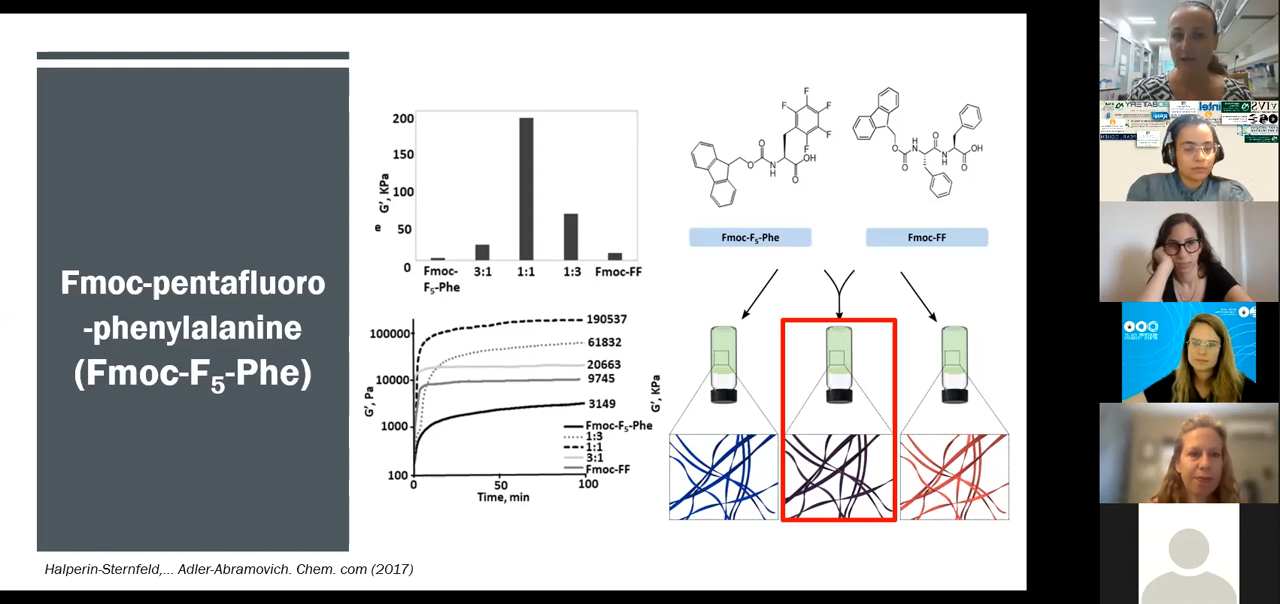 Fmoc-pentafluoro
-phenylalanine
(Fmoc-F5-Phe)
Halperin-Sternfeld,... Adler-Abramovich. Chem. com (2017)
G', KPa
e
200
150
100
50
0
Fmoc-
F5-Phe
3:1
1:1
1:3
Fmoc-FF
G', Pa
100000
10000
1000
100
190537
61832
20663
9745
3149
Fmoc-F5-Phe
1:3
1:1
3:1
Fmoc-FF
0
50
100
Time, min
G', KPa
F
F
F
F
F
O
O
N
H
OH
O
O
O
H
N
O
N
H
OH
O
Fmoc-F5-Phe
Fmoc-FF